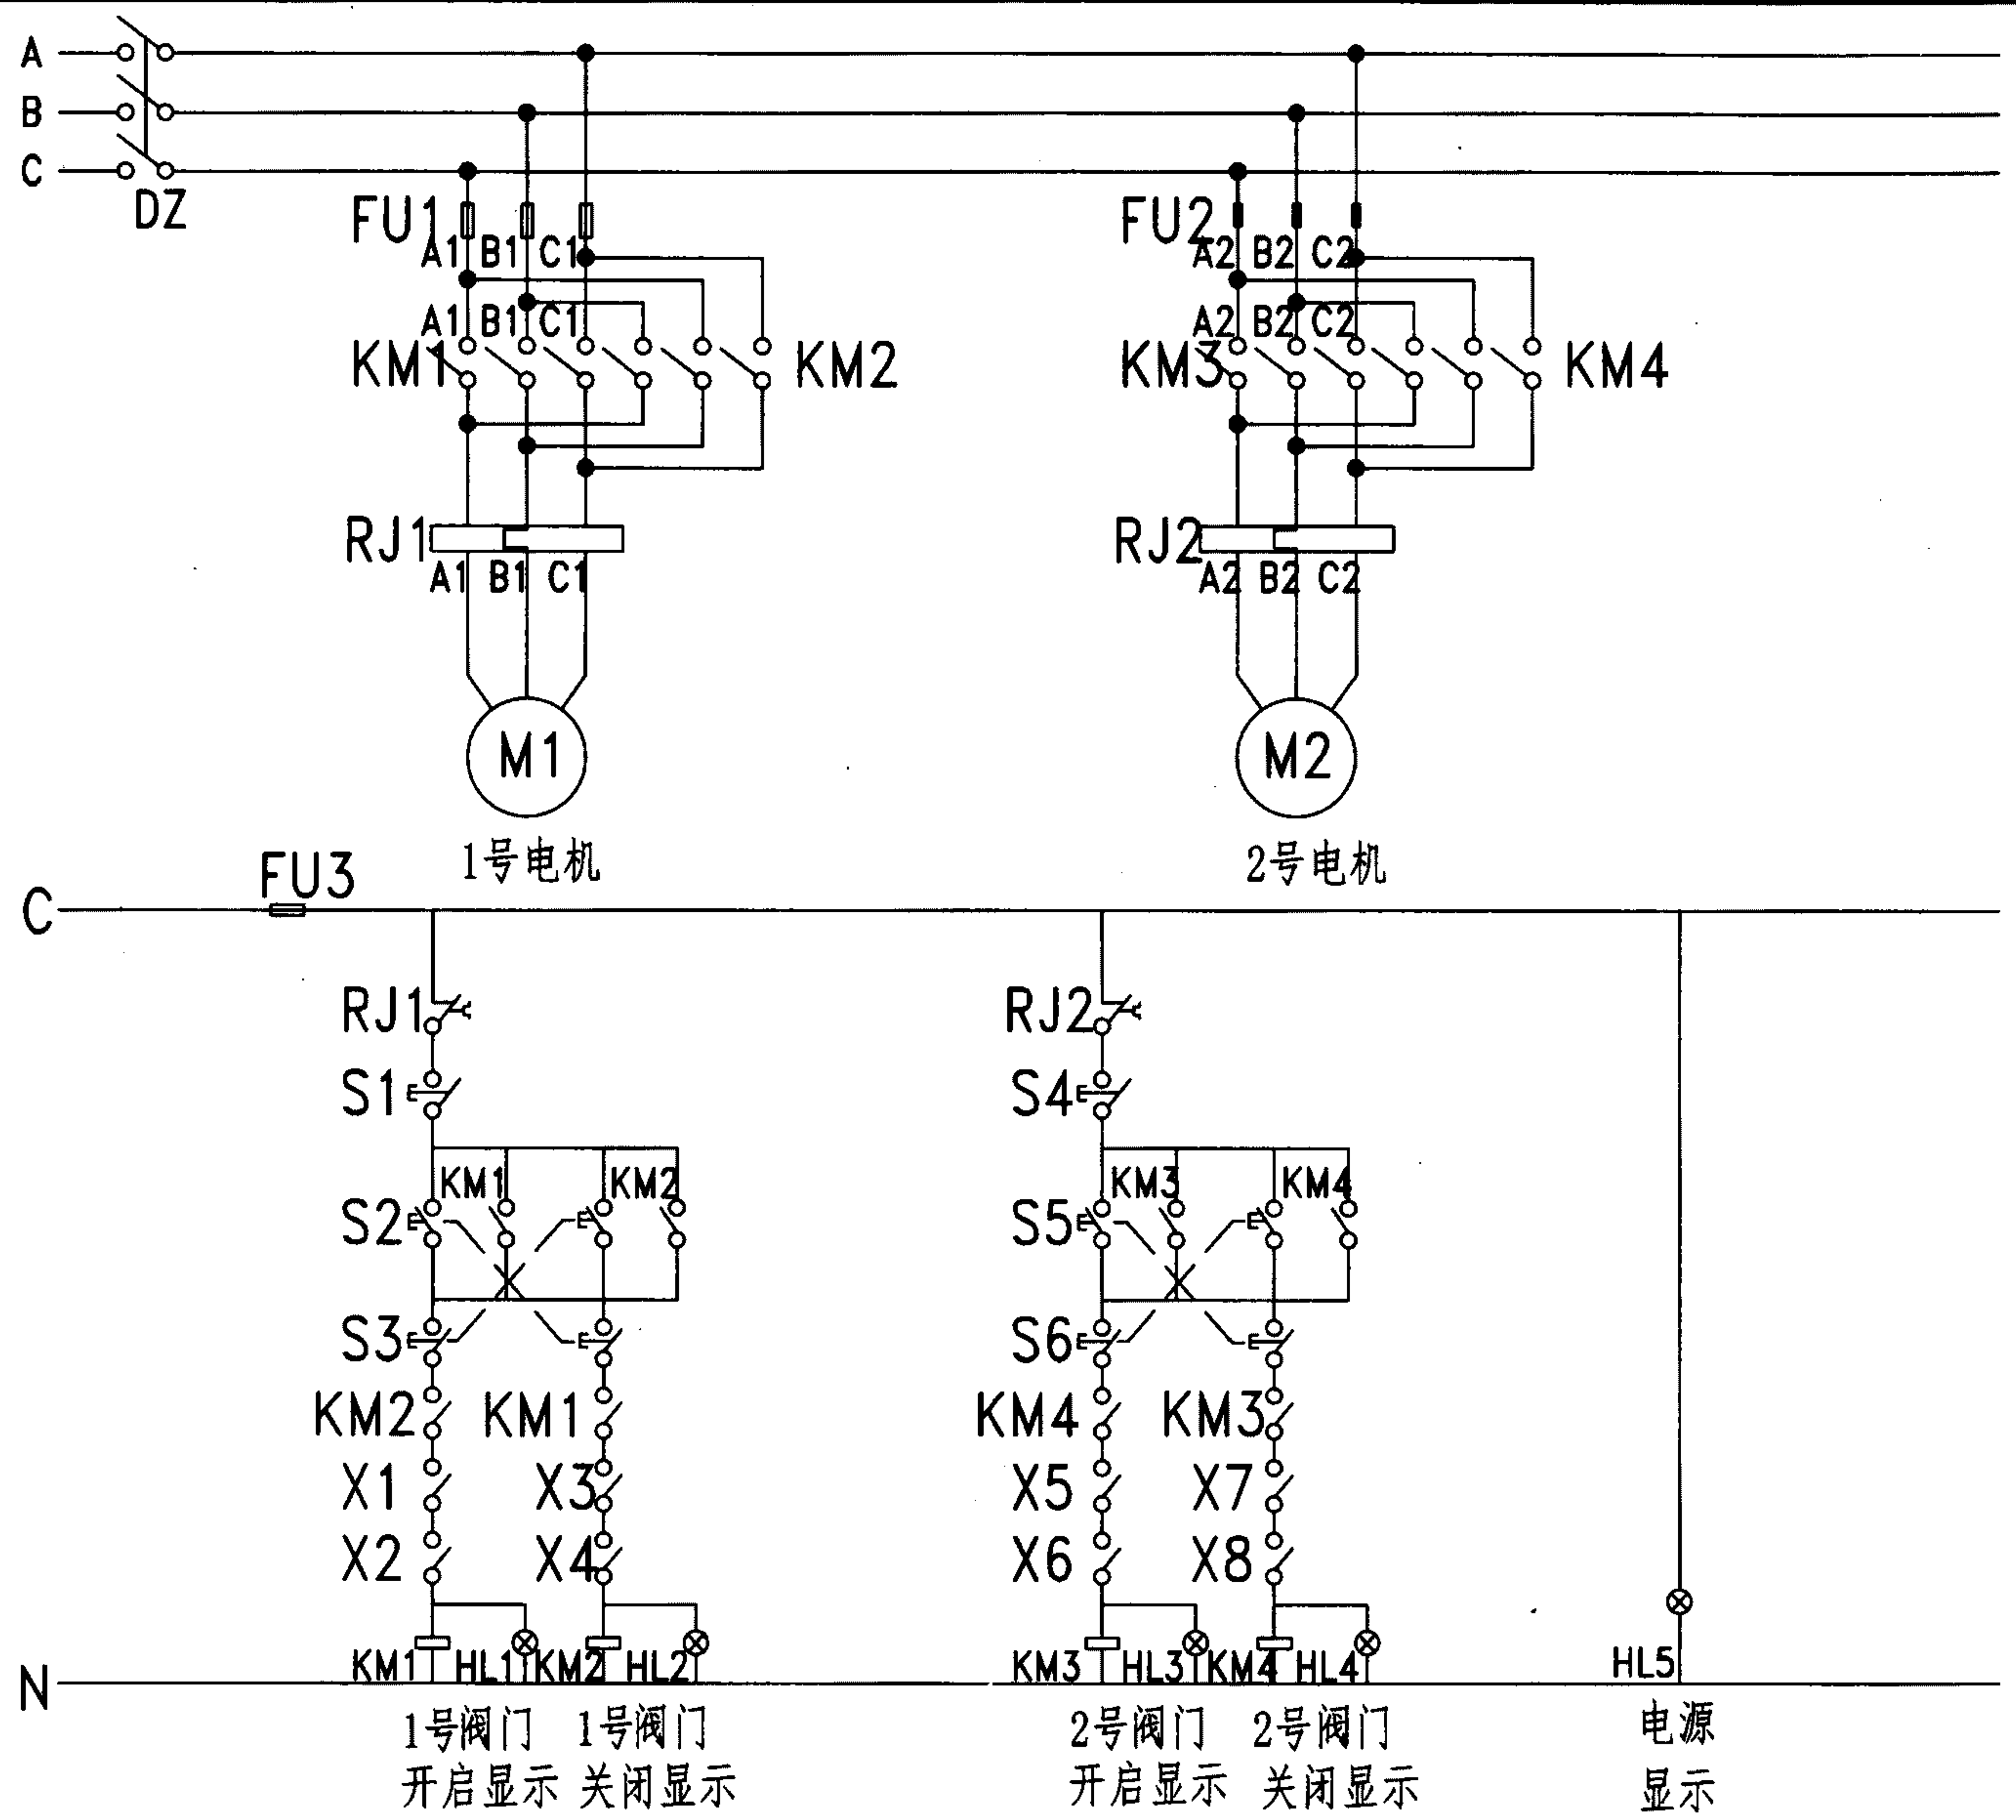 A
B
C
DZ
FU1
A1 B1 C1
FU2
A2 B2 C2
A1 B1 C1
A2 B2 C2
KM1
KM2
KM3
KM4
RJ1
RJ2
A1 B1 C1
A2 B2 C2
M1
M2
1号电机
2号电机
FU3
C
RJ1
RJ2
S1
S4
KM1
KM2
KM3
KM4
S2
S5
S3
S6
KM2
KM1
KM4
KM3
X1
X3
X5
X7
X2
X4
X6
X8
KM1
HL1
KM2
HL2
KM3
HL3
KM4
HL4
HL5
N
1号阀门
开启显示
1号阀门
关闭显示
2号阀门
开启显示
2号阀门
关闭显示
电源
显示